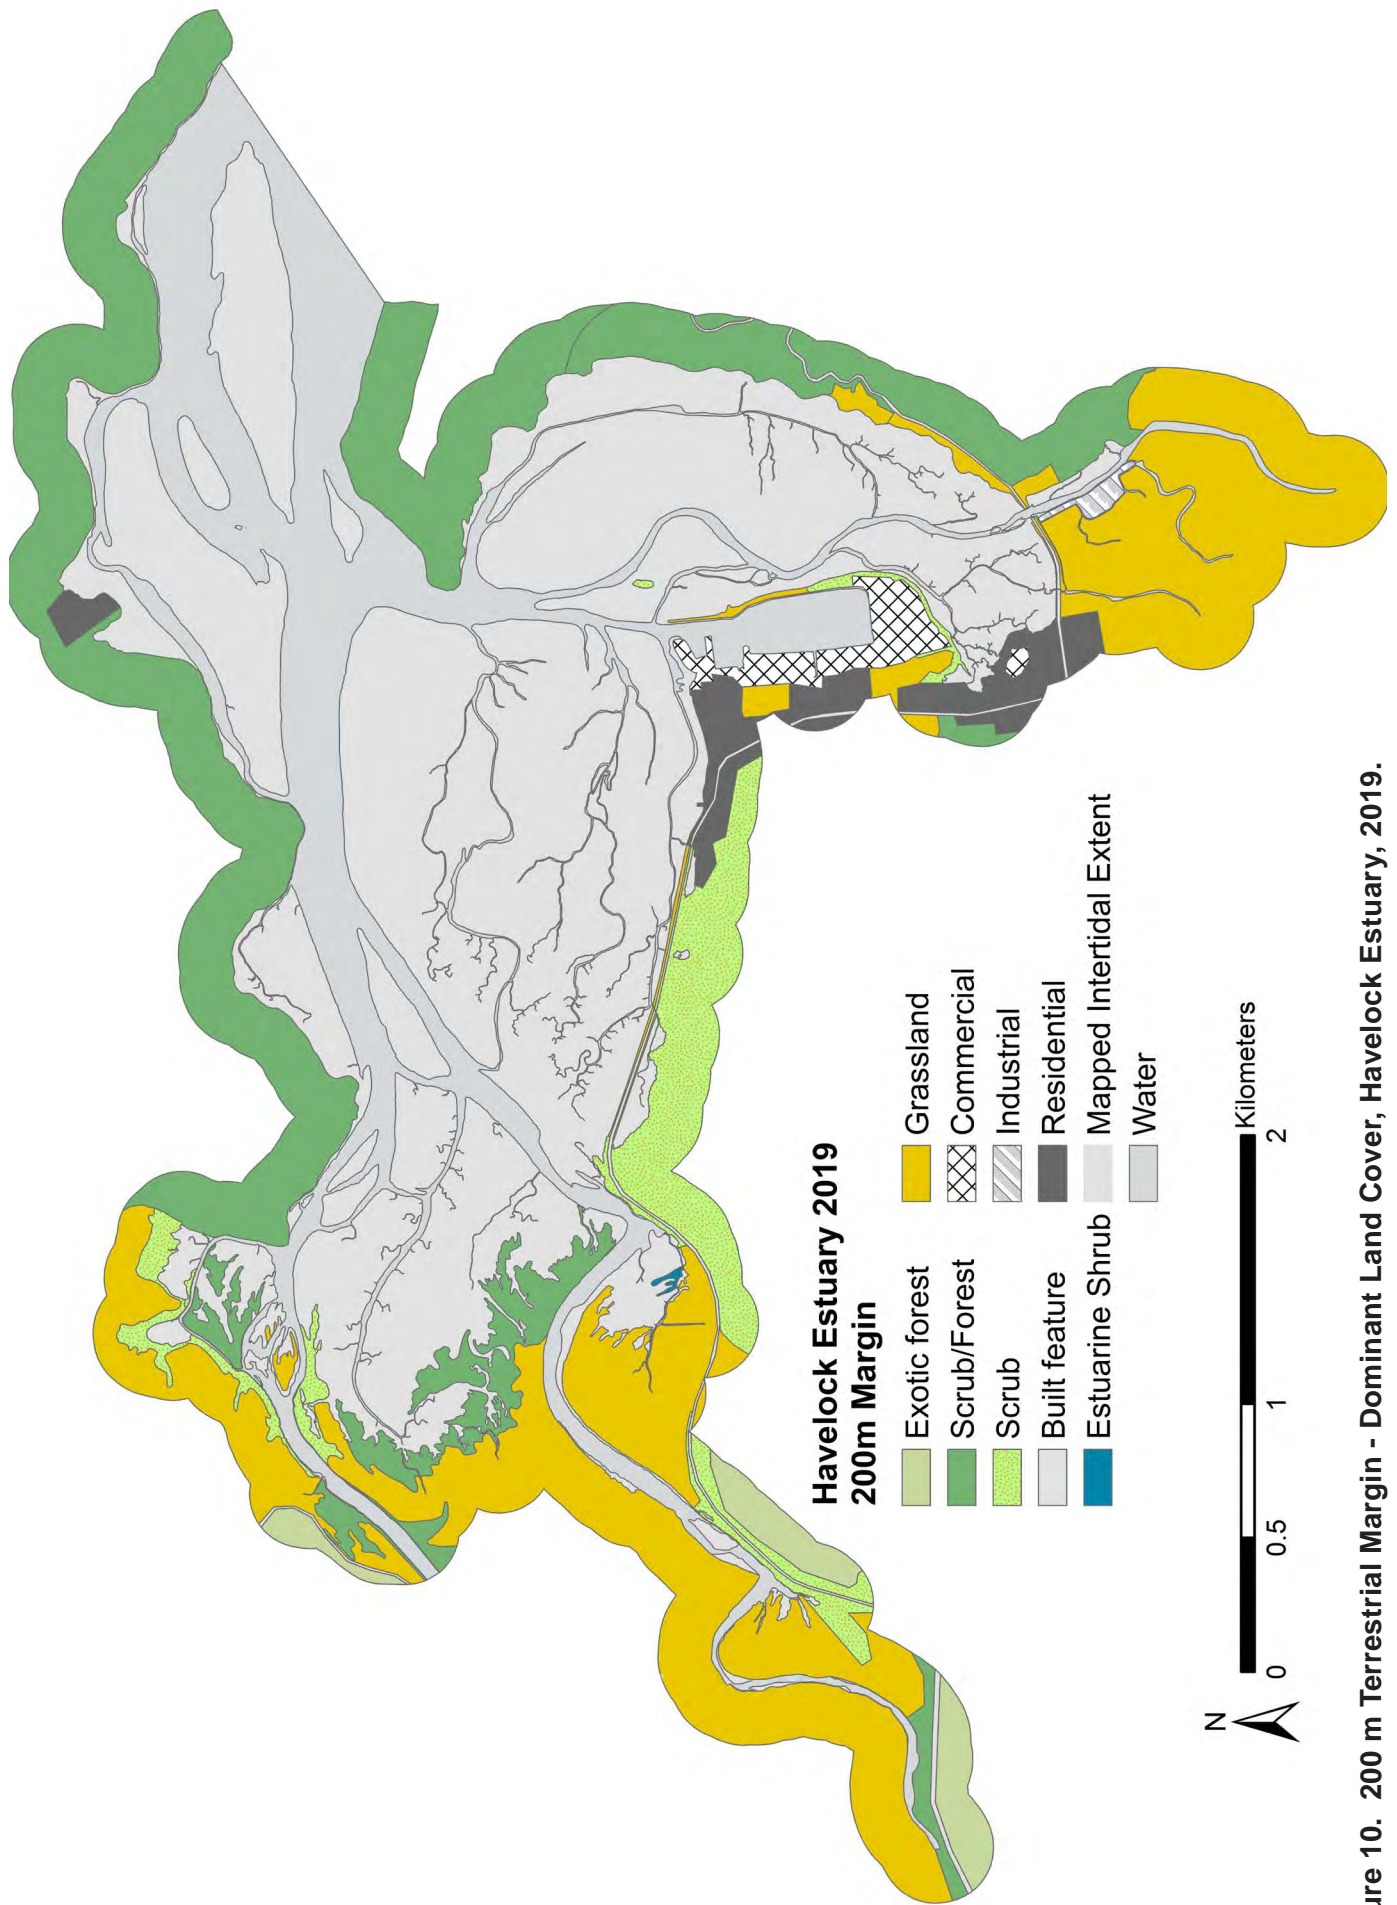 Havelock Estuary 2019
200m Margin
Exotic forest
Scrub/Forest
Scrub
Built feature
Estuarine Shrub
Grassland
Commercial
Industrial
Residential
Mapped Intertidal Extent
Water
N
0 0.5 1 2
Kilometers
ure 10. 200 m Terrestrial Margin - Dominant Land Cover, Havelock Estuary, 2019.